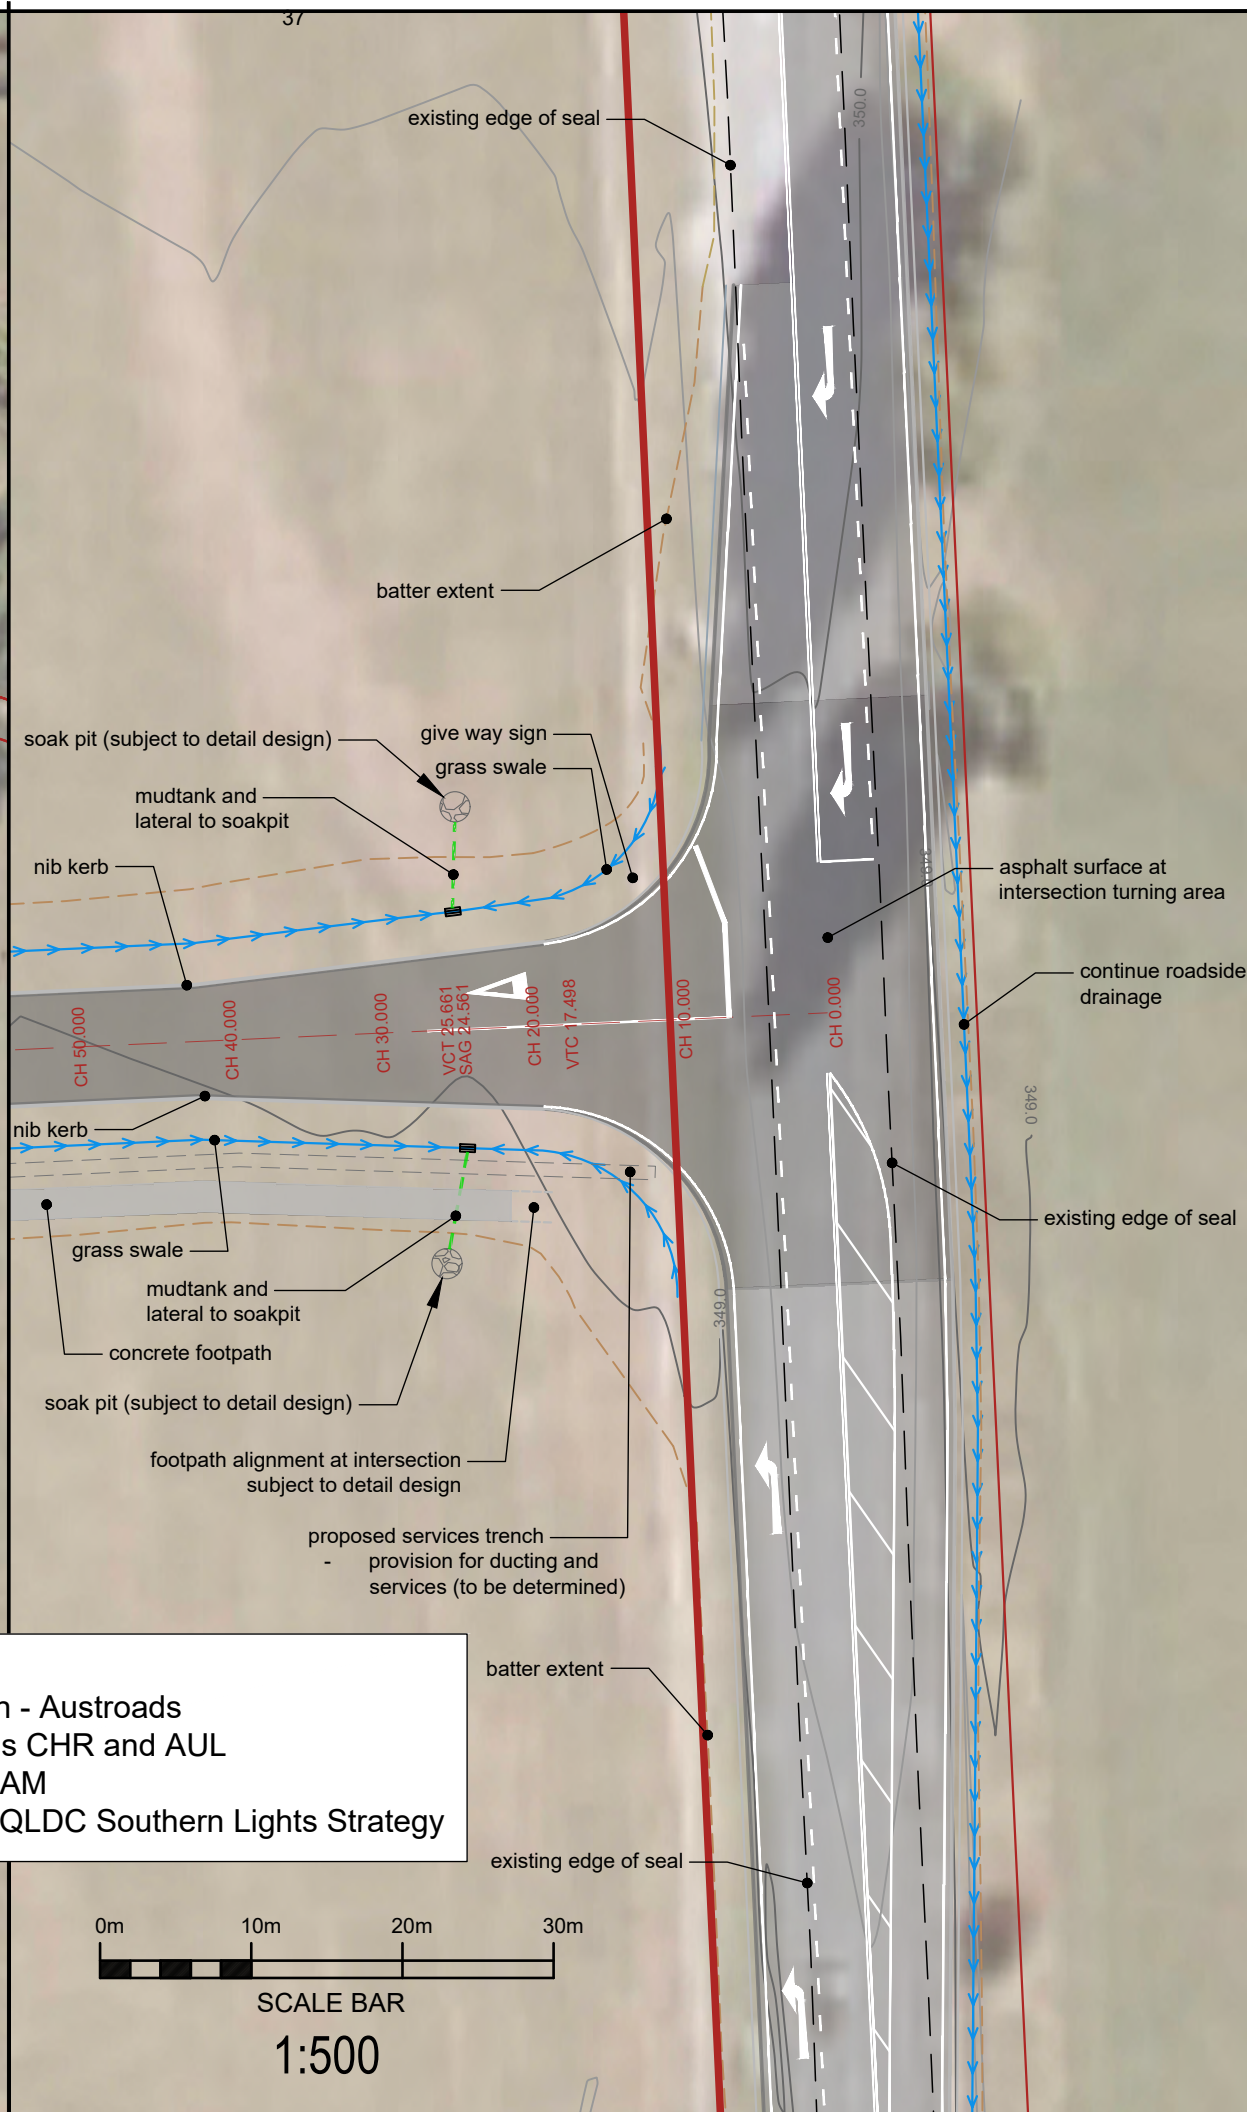 37
existing edge of seal
350.0
batter extent
soak pit (subject to detail design)
give way sign
grass swale
mudtank and
lateral to soakpit
nib kerb
asphalt surface at
intersection turning area
continue roadside
drainage
CH 50.000
CH 40.000
CH 30.000
VCT 25.661
SAG 24.561
CH 20.000
VTC 17.498
CH 10.000
CH 0.000
349.0
nib kerb
existing edge of seal
grass swale
mudtank and
lateral to soakpit
349.0
concrete footpath
soak pit (subject to detail design)
footpath alignment at intersection
subject to detail design
proposed services trench
- provision for ducting and
services (to be determined)
batter extent
n - Austroads
s CHR and AUL
AM
QLDC Southern Lights Strategy
existing edge of seal
0m 10m 20m 30m
SCALE BAR
1:500